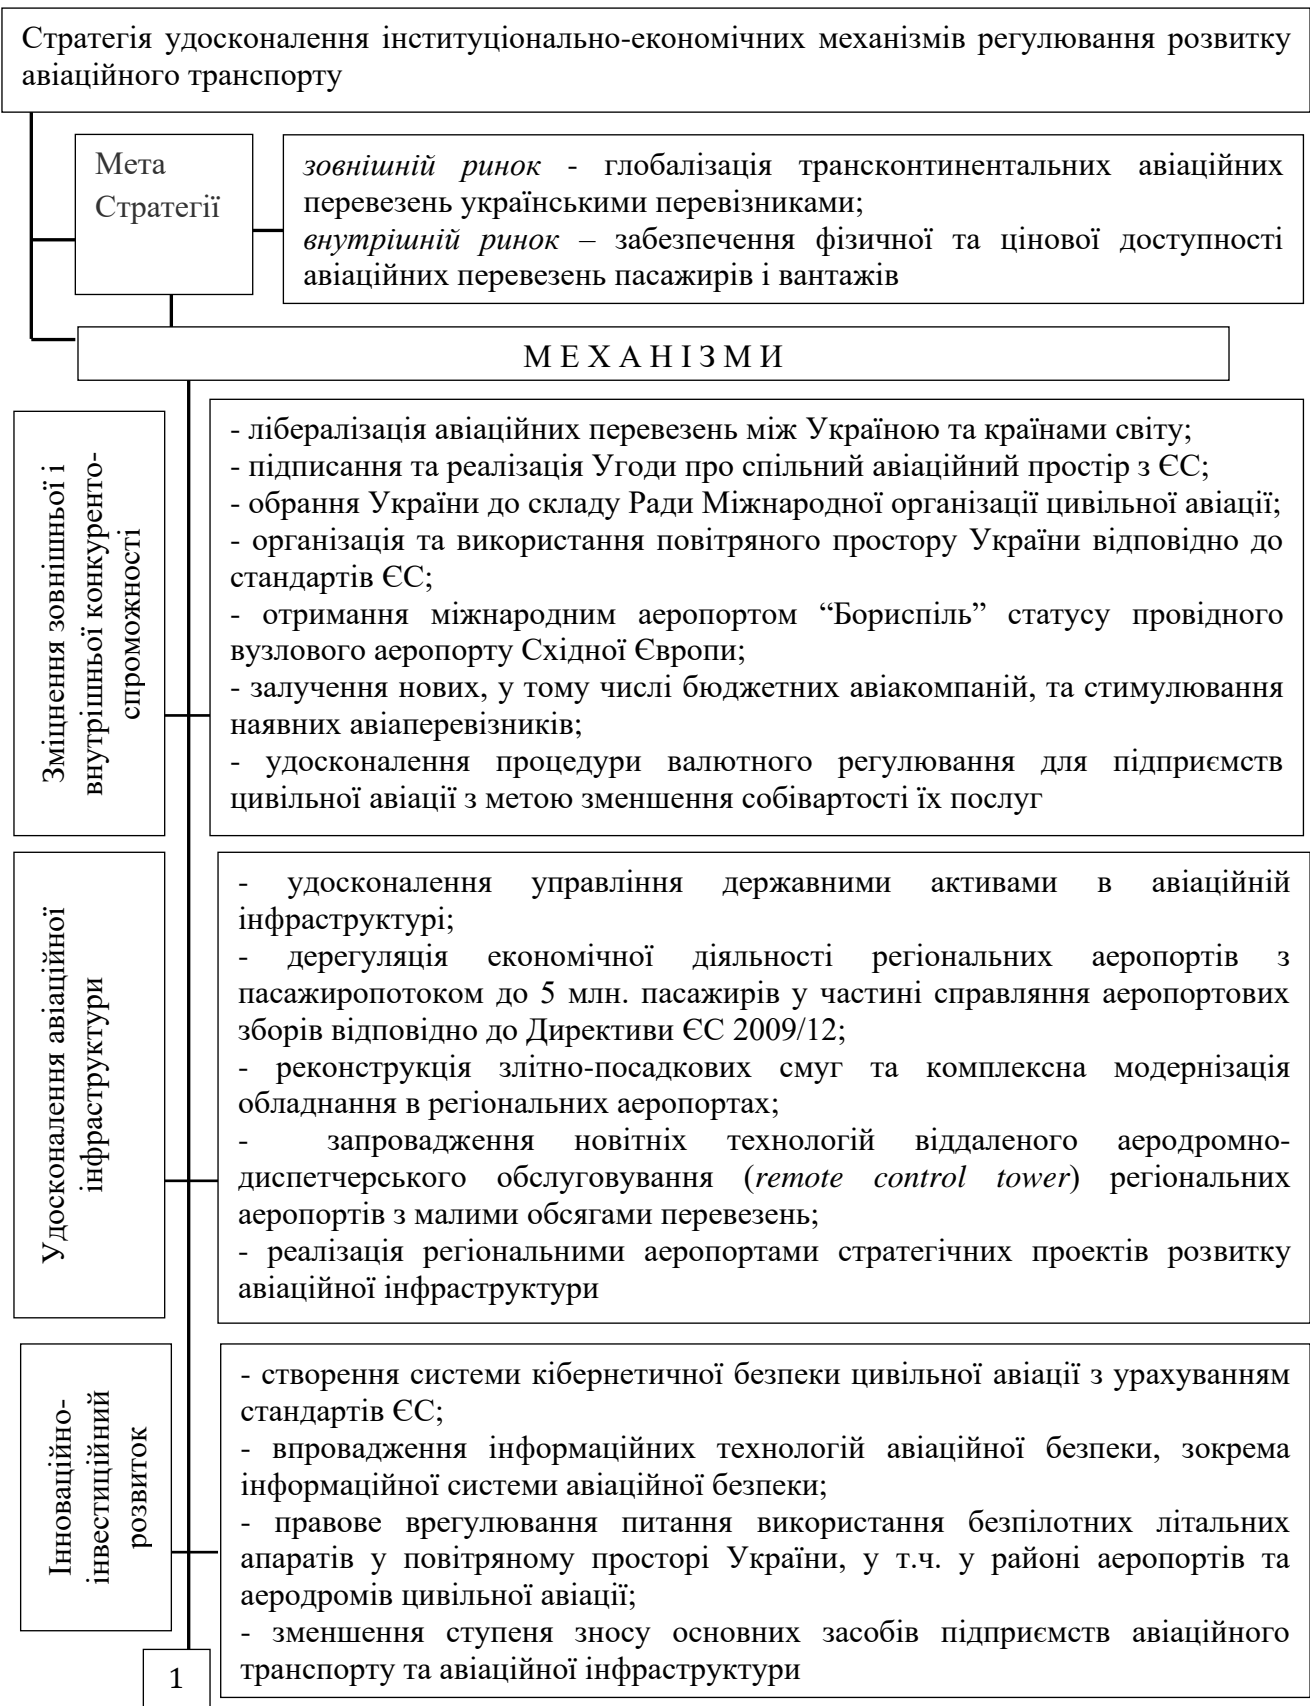 Стратегія удосконалення інституціонально-економічних механізмів регулювання розвитку
авіаційного транспорту
Мета
Стратегії
зовнішній ринок - глобалізація трансконтинентальних авіаційних
перевезень українськими перевізниками;
внутрішній ринок – забезпечення фізичної та цінової доступності
авіаційних перевезень пасажирів і вантажів
М Е Х А Н І З М И
Зміцнення зовнішньої і
внутрішньої конкуренто-
спроможності
- лібералізація авіаційних перевезень між Україною та країнами світу;
- підписання та реалізація Угоди про спільний авіаційний простір з ЄС;
- обрання України до складу Ради Міжнародної організації цивільної авіації;
- організація та використання повітряного простору України відповідно до
стандартів ЄС;
- отримання міжнародним аеропортом “Бориспіль” статусу провідного
вузлового аеропорту Східної Європи;
- залучення нових, у тому числі бюджетних авіакомпаній, та стимулювання
наявних авіаперевізників;
- удосконалення процедури валютного регулювання для підприємств
цивільної авіації з метою зменшення собівартості їх послуг
Удосконалення авіаційної
інфраструктури
- удосконалення управління державними активами в авіаційній
інфраструктурі;
- дерегуляція економічної діяльності регіональних аеропортів з
пасажиропотоком до 5 млн. пасажирів у частині справляння аеропортових
зборів відповідно до Директиви ЄС 2009/12;
- реконструкція злітно-посадкових смуг та комплексна модернізація
обладнання в регіональних аеропортах;
- запровадження новітніх технологій віддаленого аеродромно-
диспетчерського обслуговування (remote control tower) регіональних
аеропортів з малими обсягами перевезень;
- реалізація регіональними аеропортами стратегічних проектів розвитку
авіаційної інфраструктури
Інноваційно-
інвестиційний
розвиток
- створення системи кібернетичної безпеки цивільної авіації з урахуванням
стандартів ЄС;
- впровадження інформаційних технологій авіаційної безпеки, зокрема
інформаційної системи авіаційної безпеки;
- правове врегулювання питання використання безпілотних літальних
апаратів у повітряному просторі України, у т.ч. у районі аеропортів та
аеродромів цивільної авіації;
- зменшення ступеня зносу основних засобів підприємств авіаційного
транспорту та авіаційної інфраструктури
1